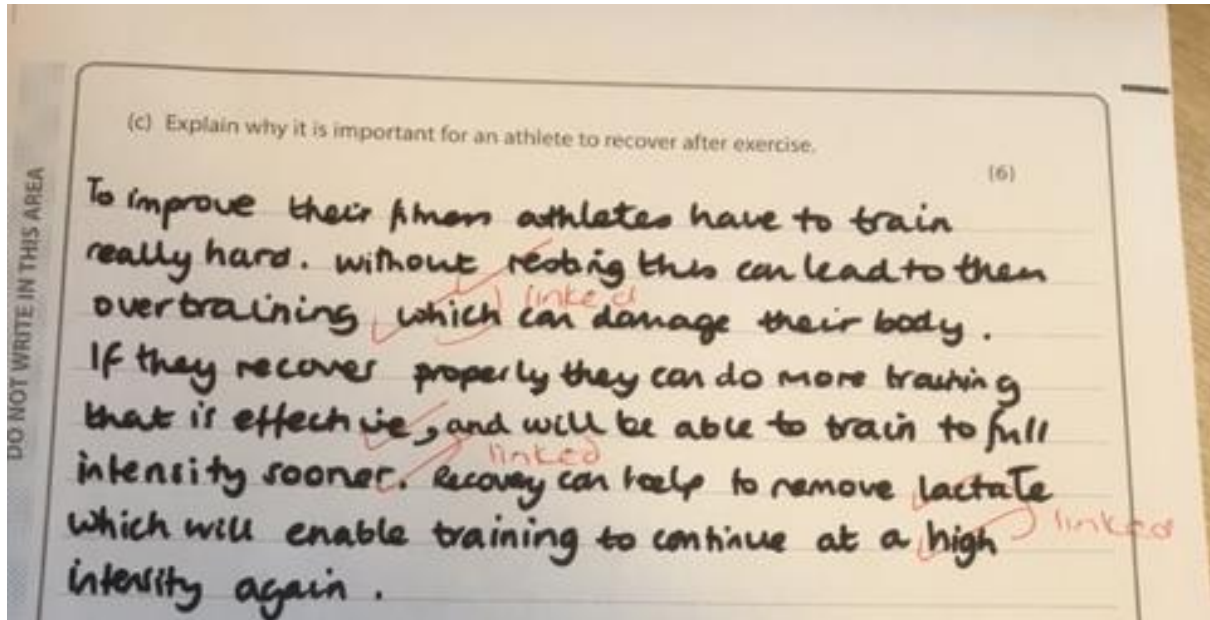 (c) Explain why it is important for an athlete to recover after exercise.
(6)
DO NOT WRITE IN THIS AREA
To improve their fitness athletes have to train
really hard. without resting this can lead to them
linked
overtraining which can damage their body.
If they recover properly they can do more training
that is effective, and will be able to train to full
linked
intensity sooner. Recovery can help to remove lactate
which will enable training to continue at a high
linked
intensity again.